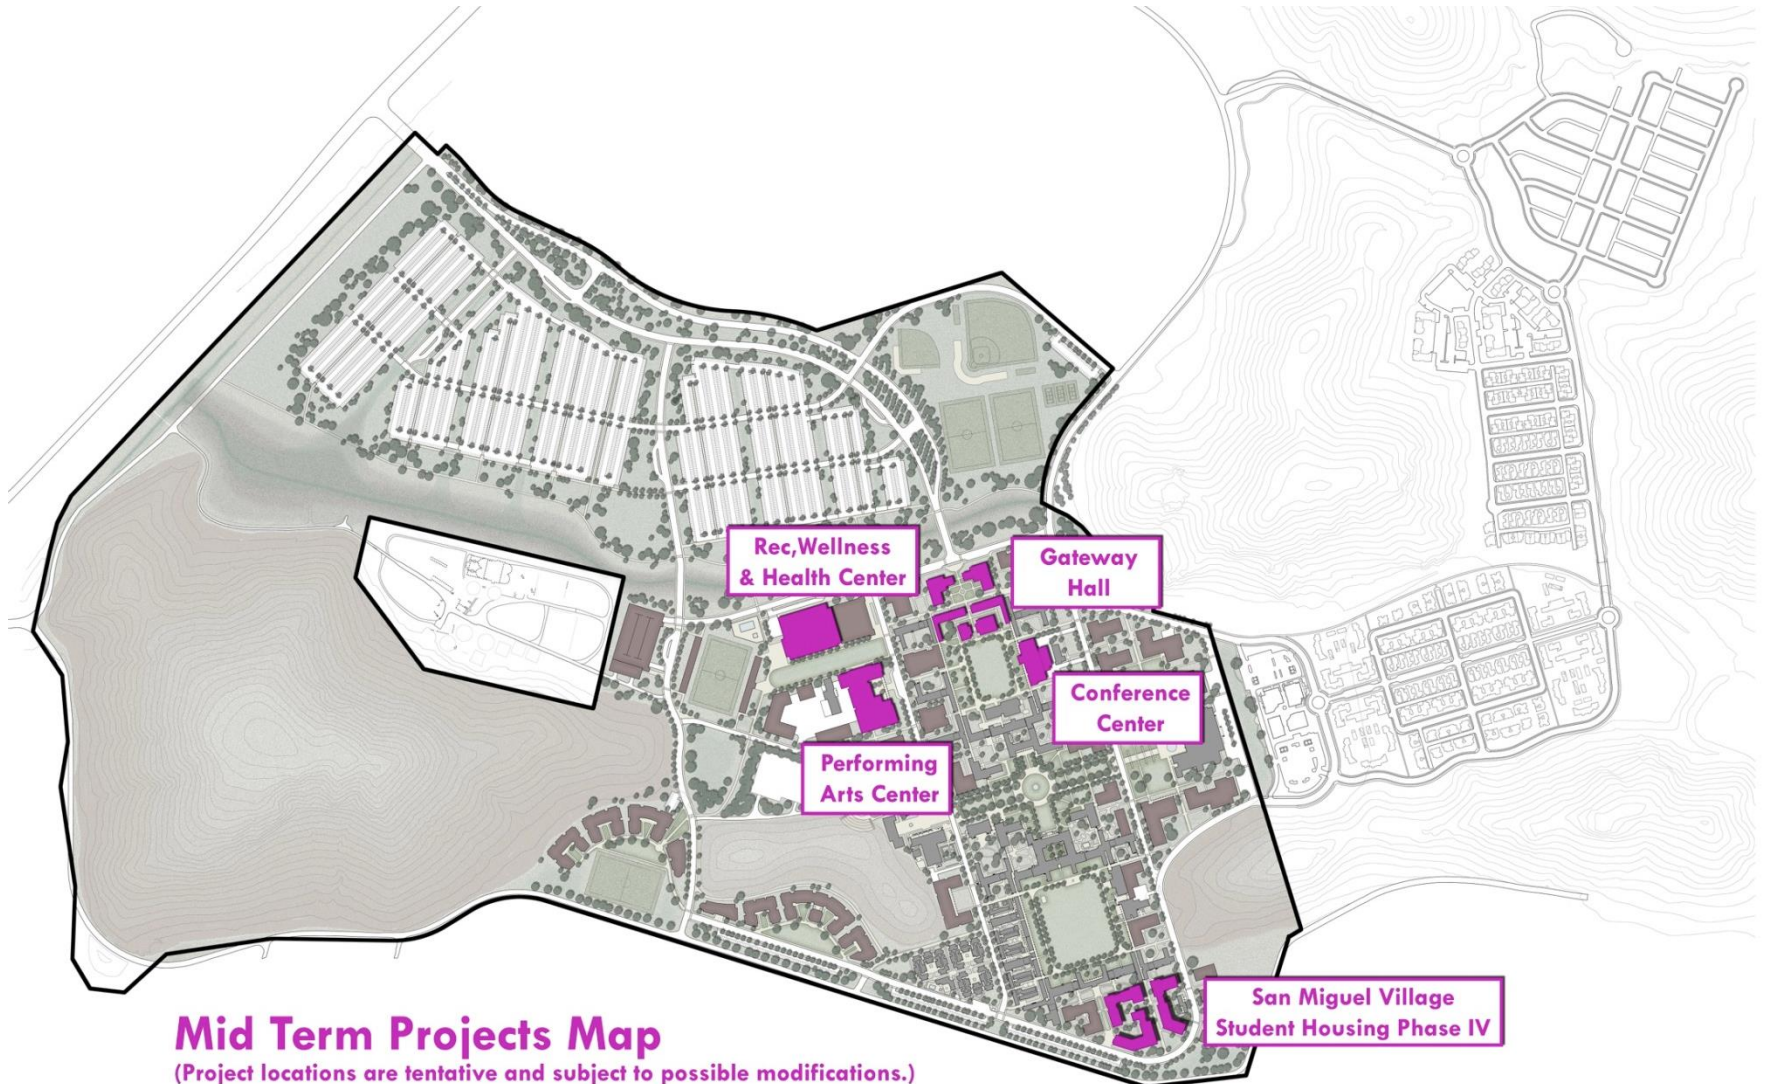 Rec,Wellness
& Health Center
Gateway
Hall
Conference
Center
Performing
Arts Center
San Miguel Village
Student Housing Phase IV
Mid Term Projects Map
(Project locations are tentative and subject to possible modifications.)